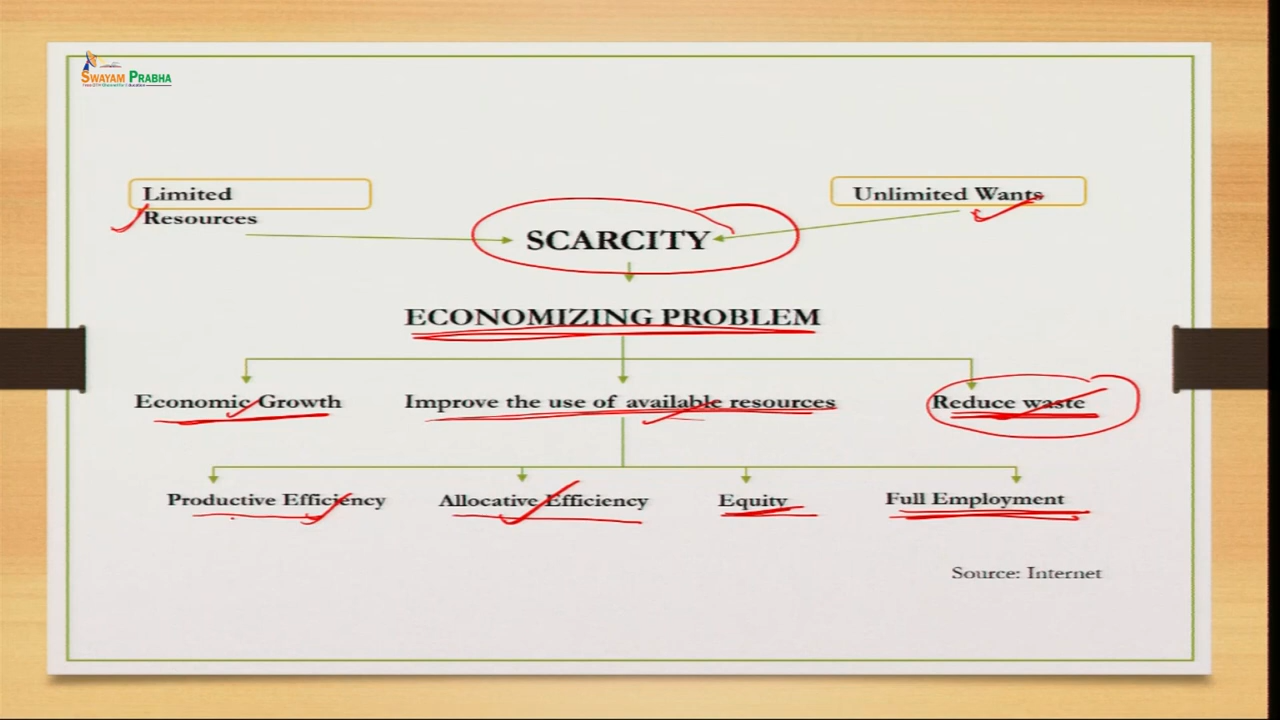 SWAYAM PRABHA
Limited
Resources
Unlimited Wants
SCARCITY
ECONOMIZING PROBLEM
Economic Growth
Improve the use of available resources
Reduce waste
Productive Efficiency
Allocative Efficiency
Equity
Full Employment
Source: Internet